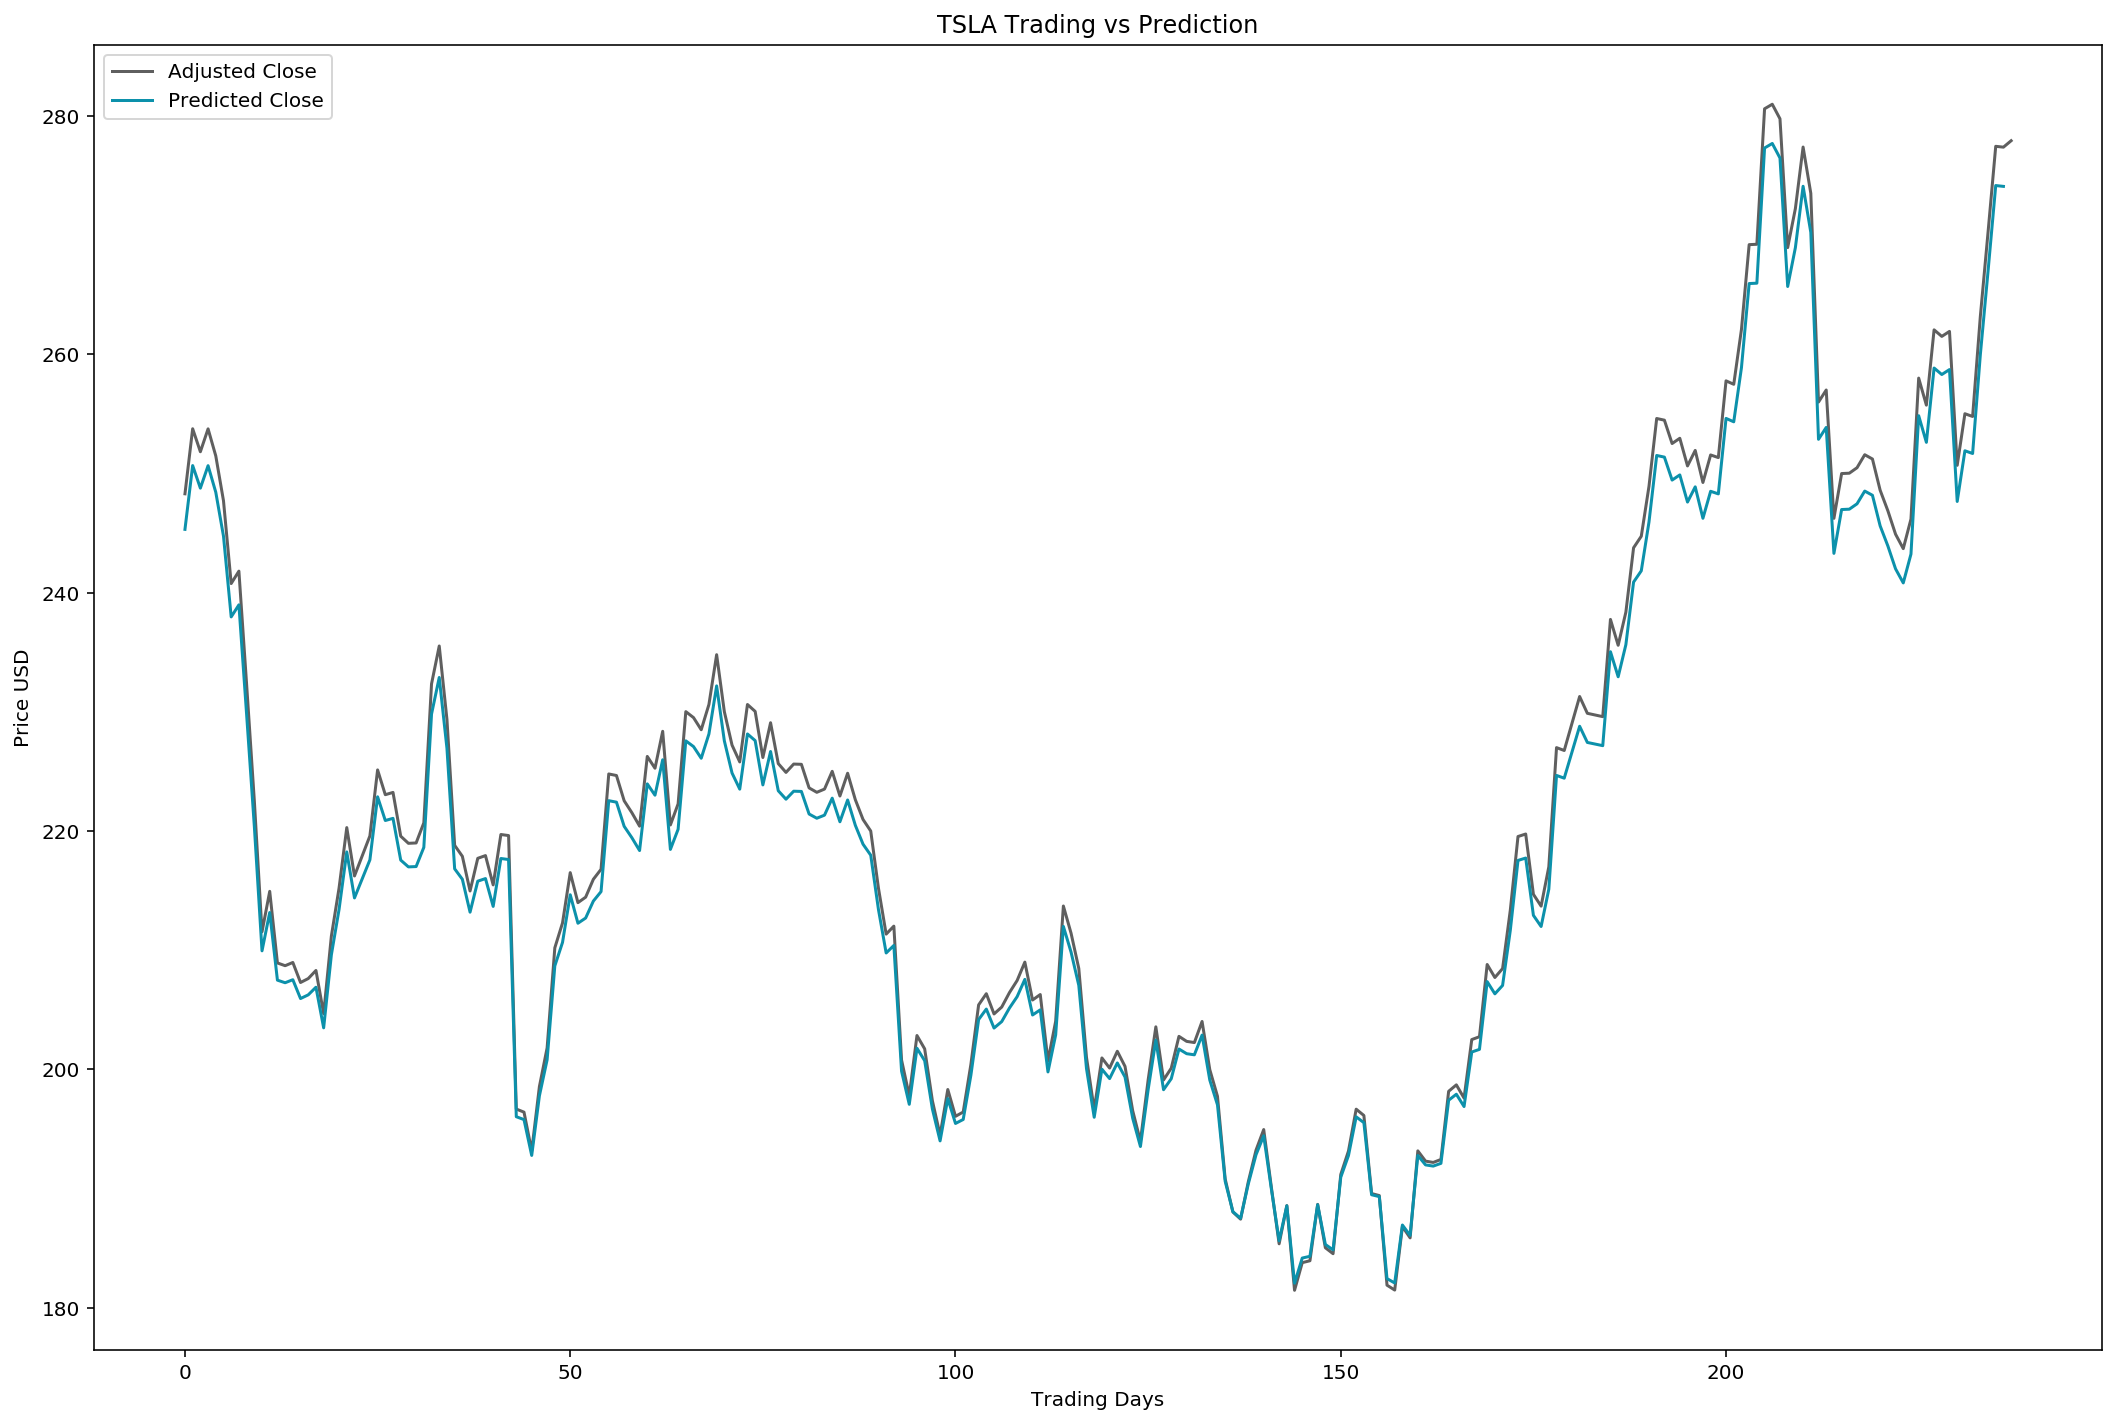 TSLA Trading vs Prediction
Adjusted Close
Predicted Close
280
260
240
220
200
180
Price USD
0
50
100
150
200
Trading Days